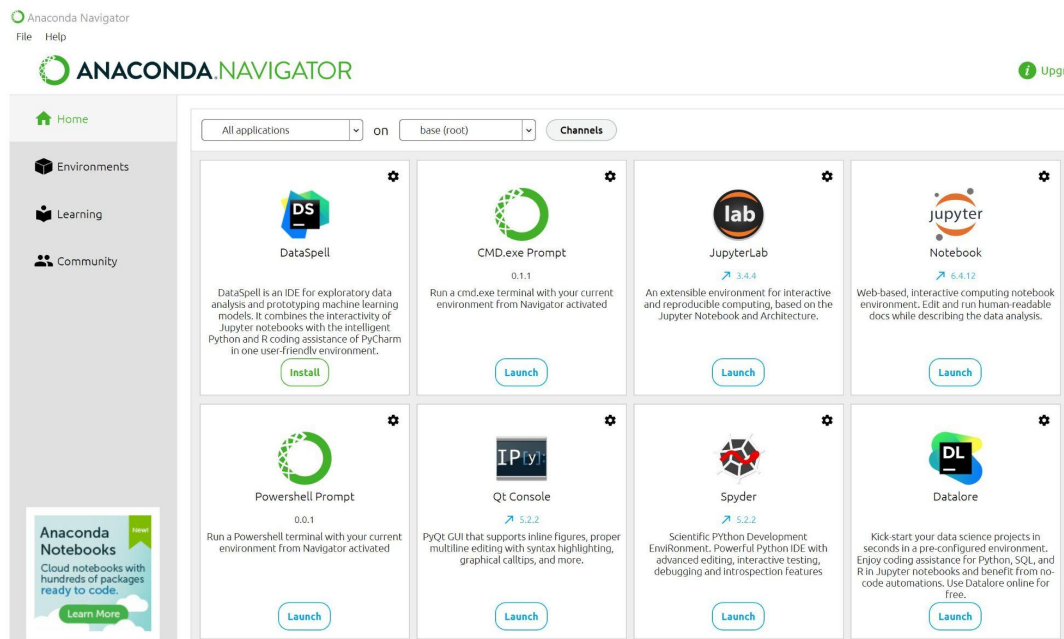 Anaconda Navigator
File Help
ANACONDA.NAVIGATOR
Home
Environments
Learning
Community
All applications on base (root) Channels
DS
DataSpell
DataSpell is an IDE for exploratory data
analysis and prototyping machine learning
models. It combines the interactivity of
Jupyter notebooks with the intelligent
Python and R coding assistance of PyCharm
in one user-friendly environment.
Install
CMD.exe Prompt
0.1.1
Run a cmd.exe terminal with your current
environment from Navigator activated
Launch
lab
JupyterLab
3.4.4
An extensible environment for interactive
and reproducible computing, based on the
Jupyter Notebook and Architecture.
Launch
jupyter
Notebook
6.4.12
Web-based, interactive computing notebook
environment. Edit and run human-readable
docs while describing the data analysis.
Launch
Powershell Prompt
0.0.1
Run a Powershell terminal with your current
environment from Navigator activated
Launch
IP[y]:
Qt Console
5.2.2
PyQt GUI that supports inline figures, proper
multiline editing with syntax highlighting,
graphical calltips, and more.
Launch
Spyder
5.2.2
Scientific PYthon Development
EnviRonment. Powerful Python IDE with
advanced editing, interactive testing,
debugging and introspection features
Launch
DL
Datalore
Kick-start your data science projects in
seconds in a pre-configured environment.
Enjoy coding assistance for Python, SQL, and
R in Jupyter notebooks and benefit from no-
code automations. Use Datalore online for
free.
Launch
Anaconda
Notebooks
New!
Cloud notebooks with
hundreds of packages
ready to code.
Learn More